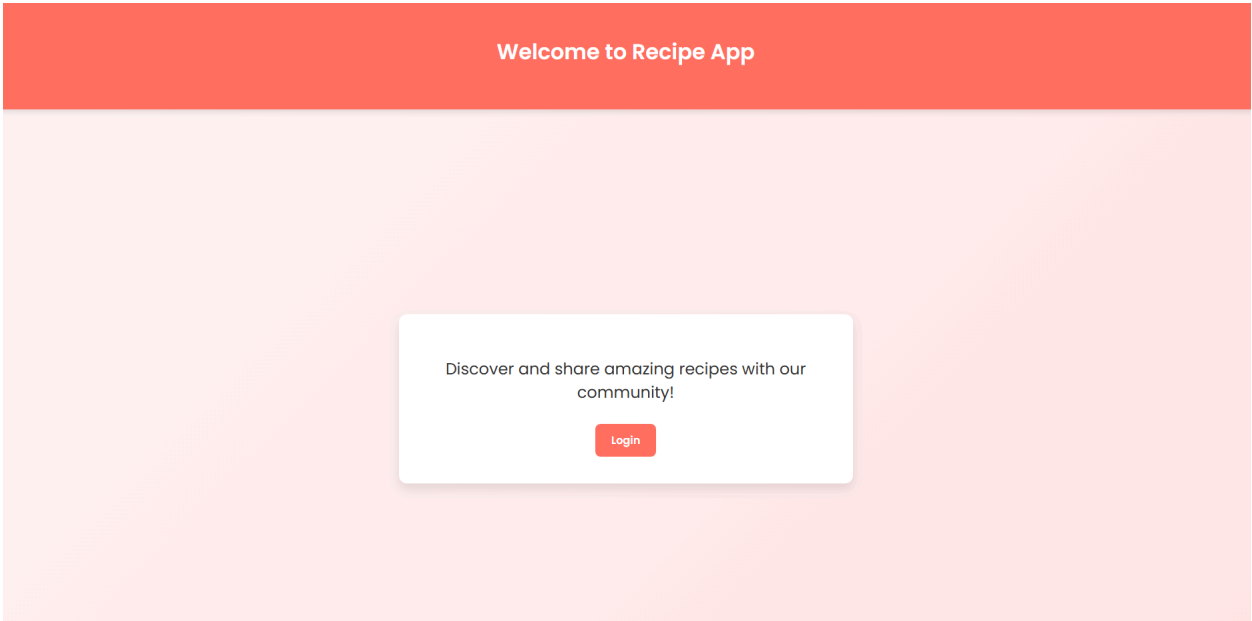 Welcome to Recipe App
Discover and share amazing recipes with our
community!
Login